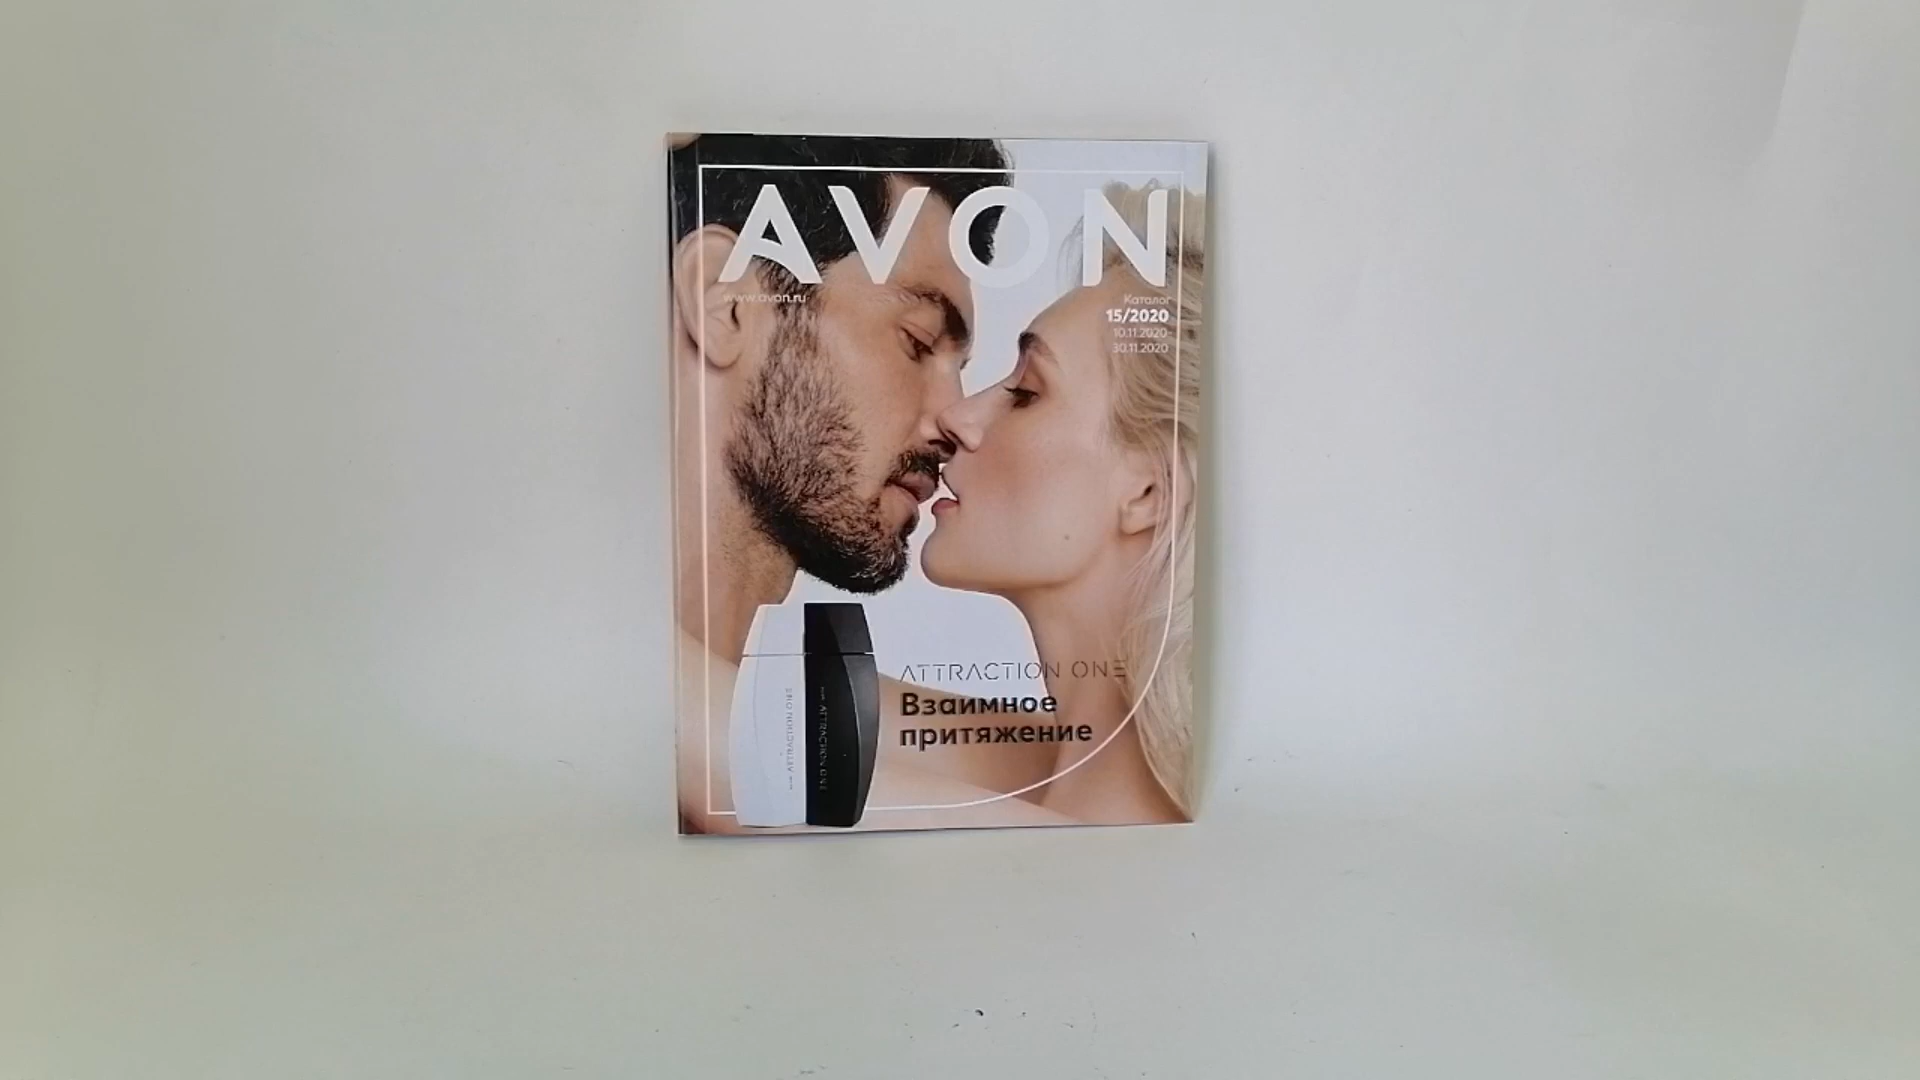 AVON
www.avon.ru
Каталог
15/2020
10.11.2020-
30.11.2020
ATTRACTION ONE
Взаимное
притяжение
ATTRACTION ONE
ATTRACTION ONE